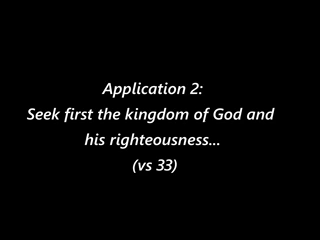 Application 2:
Seek first the kingdom of God and
his righteousness...
(vs 33)